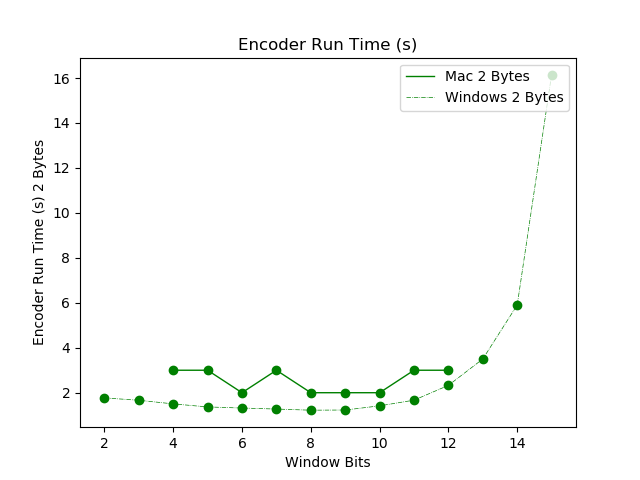 Encoder Run Time (s)
Mac 2 Bytes
Windows 2 Bytes
Encoder Run Time (s) 2 Bytes
16
14
12
10
8
6
4
2
2 4 6 8 10 12 14
Window Bits